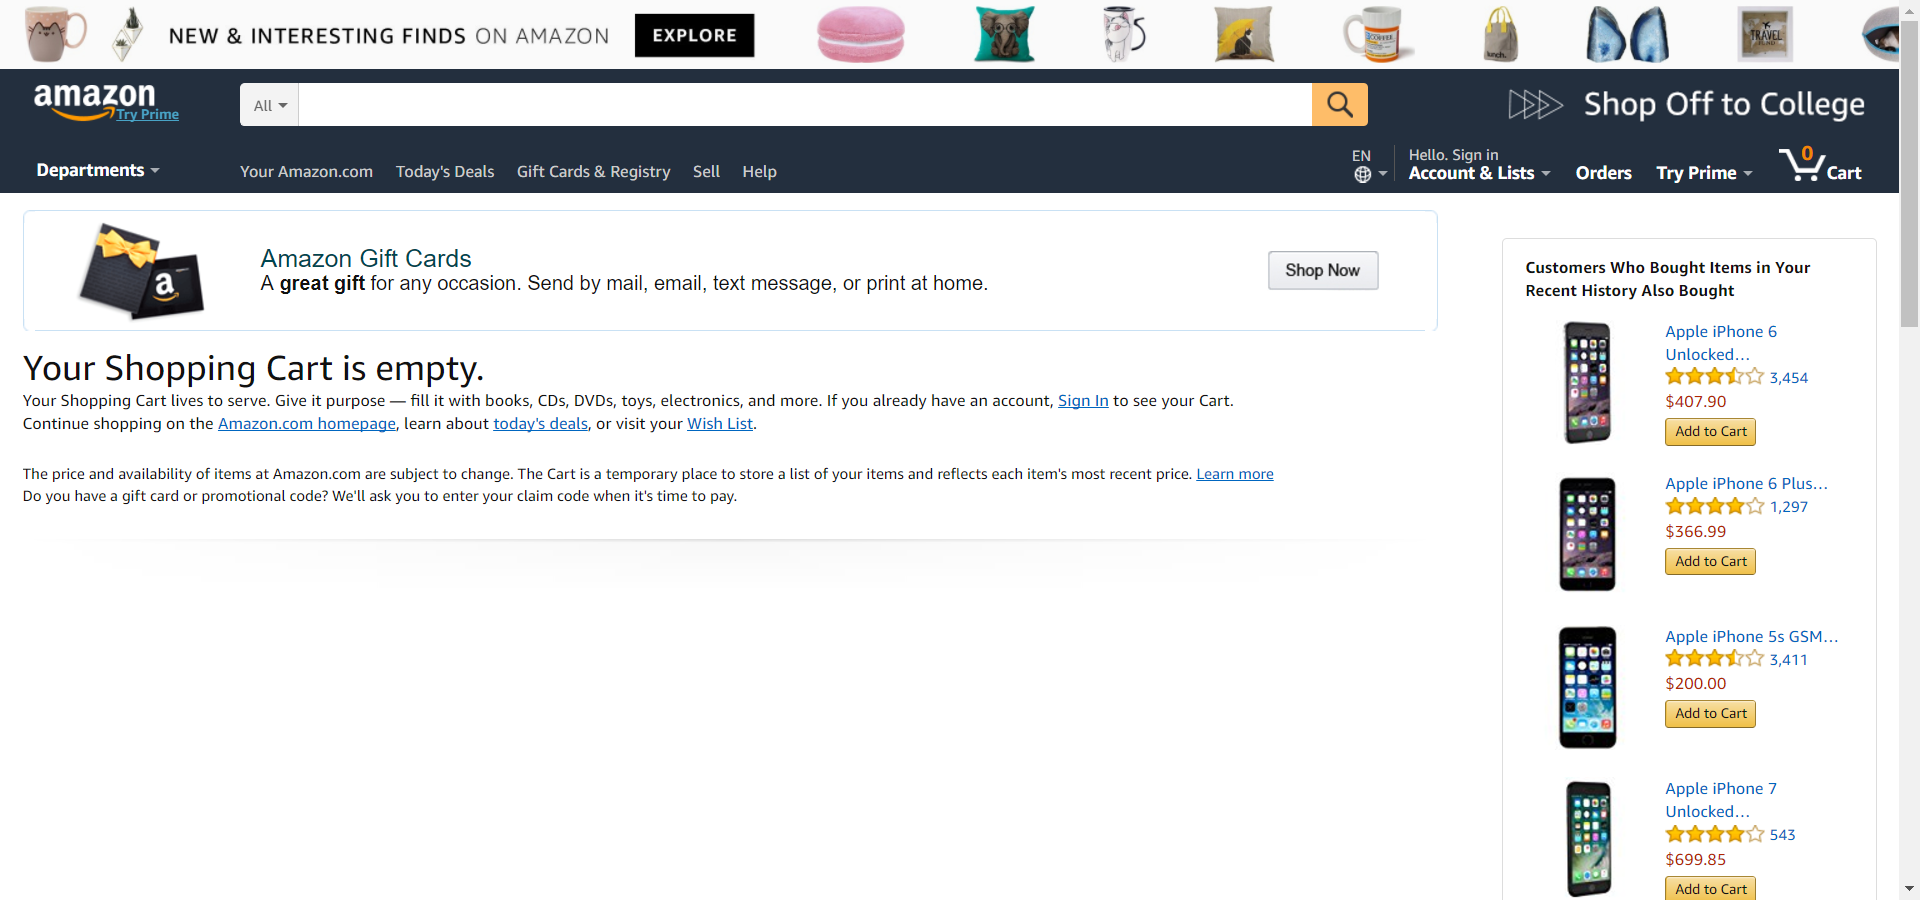 NEW & INTERESTING FINDS ON AMAZON
EXPLORE
COFFEE
lunch.
TRAVEL
FUND
amazon
Try Prime
All
Shop Off to College
Departments
Your Amazon.com
Today's Deals
Gift Cards & Registry
Sell
Help
EN
Hello. Sign in
Account & Lists
Orders
Try Prime
0
Cart
a
Amazon Gift Cards
A great gift for any occasion. Send by mail, email, text message, or print at home.
Shop Now
Your Shopping Cart is empty.
Your Shopping Cart lives to serve. Give it purpose — fill it with books, CDs, DVDs, toys, electronics, and more. If you already have an account, Sign In to see your Cart.
Continue shopping on the Amazon.com homepage, learn about today's deals, or visit your Wish List.
The price and availability of items at Amazon.com are subject to change. The Cart is a temporary place to store a list of your items and reflects each item's most recent price. Learn more
Do you have a gift card or promotional code? We'll ask you to enter your claim code when it's time to pay.
Customers Who Bought Items in Your
Recent History Also Bought
Apple iPhone 6
Unlocked...
3,454
$407.90
Add to Cart
Apple iPhone 6 Plus...
1,297
$366.99
Add to Cart
Apple iPhone 5s GSM...
3,411
$200.00
Add to Cart
Apple iPhone 7
Unlocked...
543
$699.85
Add to Cart